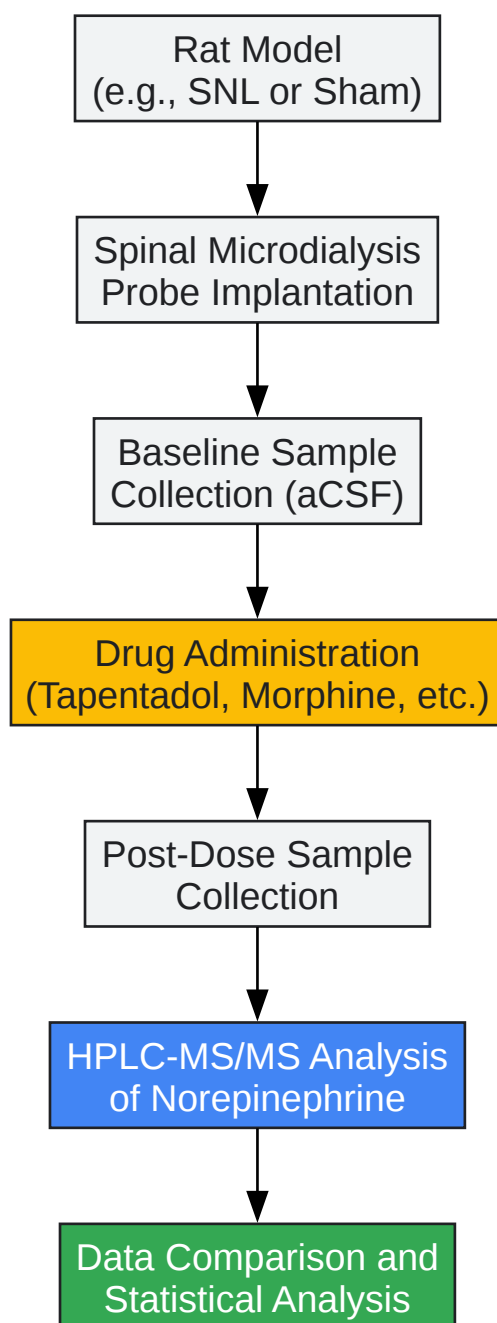 Rat Model
(e.g., SNL or Sham)
Spinal Microdialysis
Probe Implantation
Baseline Sample
Collection (aCSF)
Drug Administration
(Tapentadol, Morphine, etc.)
Post-Dose Sample
Collection
HPLC-MS/MS Analysis
of Norepinephrine
Data Comparison and
Statistical Analysis